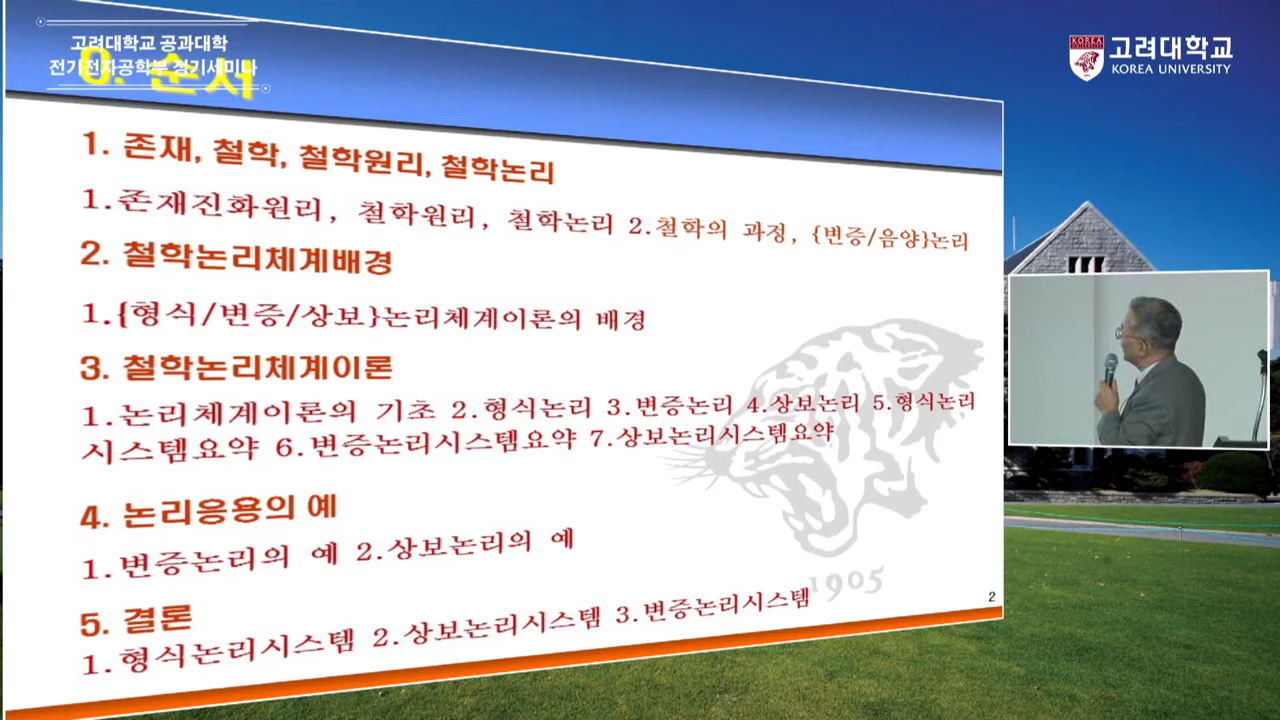 고려대학교 공과대학
전기전자공학부 정기세미나
0. 순서
KOREA
고려대학교
KOREA UNIVERSITY
1. 존재, 철학, 철학원리, 철학논리
1.존재진화원리, 철학원리, 철학논리 2.철학의 과정, {변증/음양}논리
2. 철학논리체계배경
1.{형식/변증/상보}논리체계이론의 배경
3. 철학논리체계이론
1.논리체계이론의 기초 2.형식논리 3.변증논리 4.상보논리 5.형식논리
시스템요약 6.변증논리시스템요약 7.상보논리시스템요약
4. 논리응용의 예
1.변증논리의 예 2.상보논리의 예
5. 결론
1.형식논리시스템 2.상보논리시스템 3.변증논리시스템
1905
2